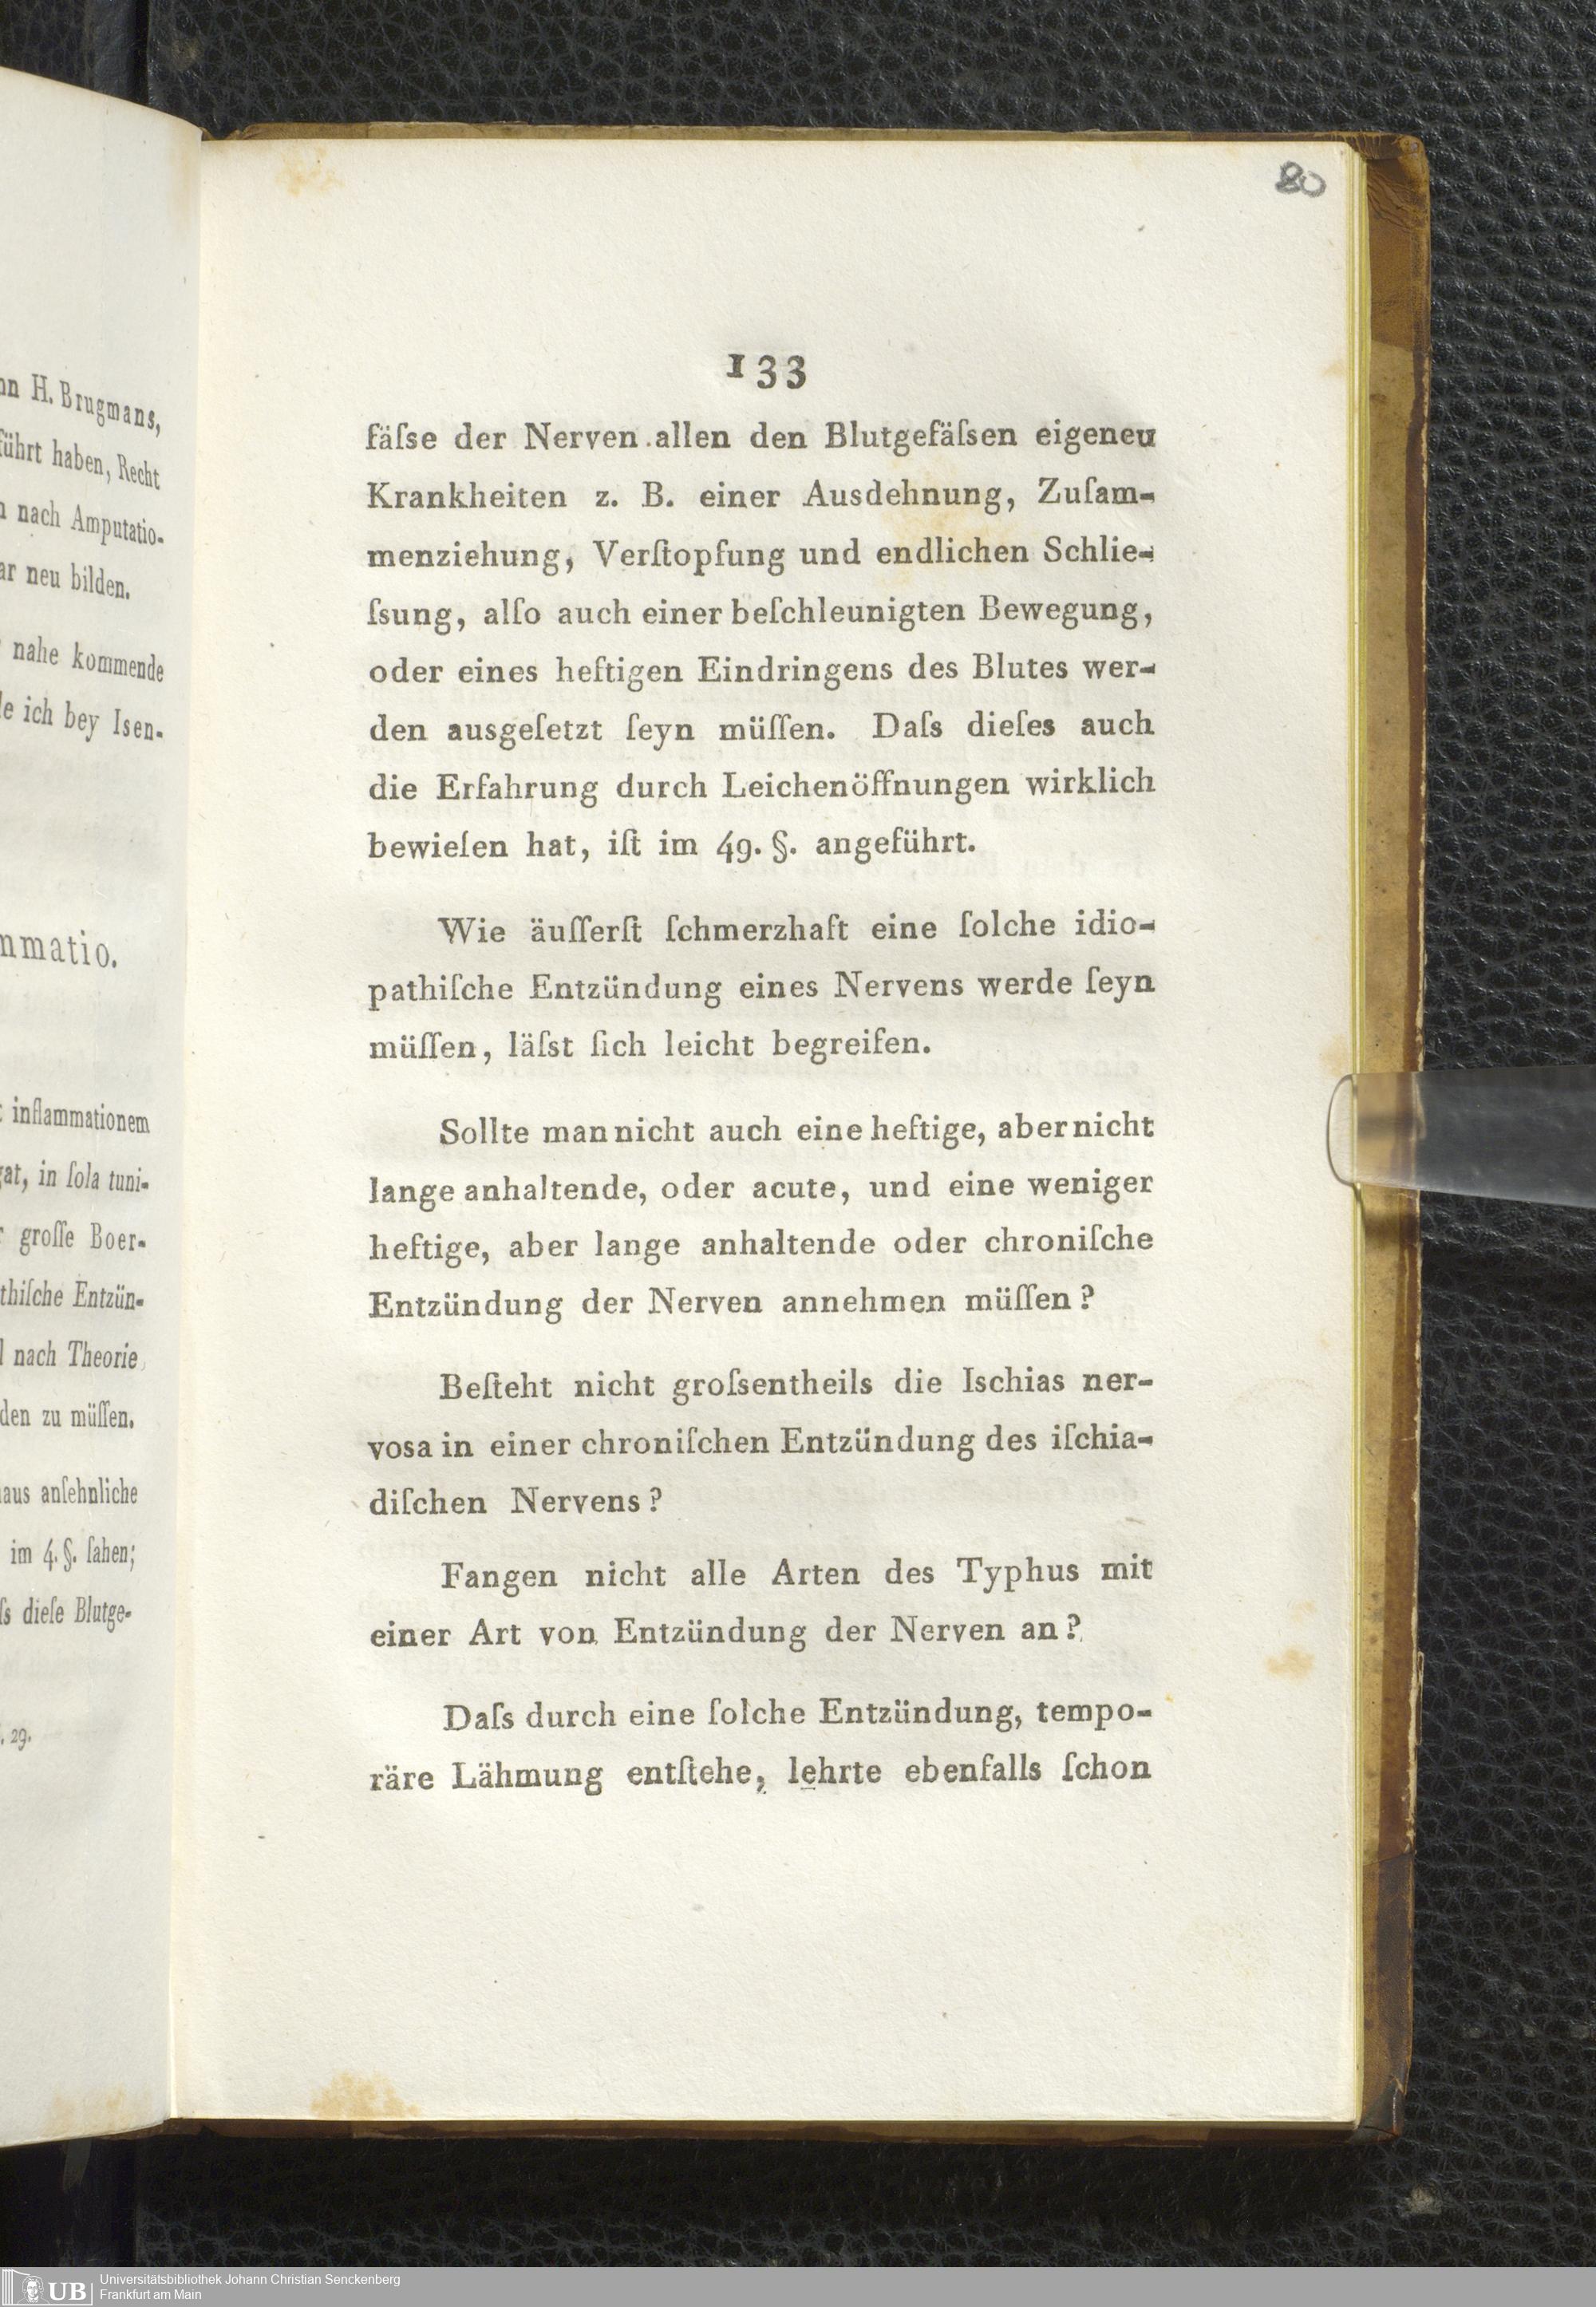 nn H. Brugmans,
führt haben, Recht
n nach Amputatio-
ar neu bilden.
nahe kommende
le ich bey Isen-
mmatio.
t inflammationem
gat, in ſola tuni-
r groſſe Boer-
thiſche Entzün-
l nach Theorie
den zu müſſen.
aus anſehnliche
im 4. §. ſahen;
ſs dieſe Blutge-
. 29.
80
133
fäſse der Nerven allen den Blutgefäſsen eigenen
Krankheiten z. B. einer Ausdehnung, Zuſam-
menziehung, Verſtopfung und endlichen Schlie-
ſsung, alſo auch einer beſchleunigten Bewegung,
oder eines heftigen Eindringens des Blutes wer-
den ausgeſetzt ſeyn müſſen. Daſs dieſes auch
die Erfahrung durch Leichenöffnungen wirklich
bewieſen hat, iſt im 49. §. angeführt.
Wie äuſſerſt ſchmerzhaft eine ſolche idio-
pathiſche Entzündung eines Nervens werde ſeyn
müſſen, läſst ſich leicht begreifen.
Sollte man nicht auch eine heftige, aber nicht
lange anhaltende, oder acute, und eine weniger
heftige, aber lange anhaltende oder chroniſche
Entzündung der Nerven annehmen müſſen?
Beſteht nicht groſsentheils die Ischias ner-
vosa in einer chroniſchen Entzündung des iſchia-
diſchen Nervens?
Fangen nicht alle Arten des Typhus mit
einer Art von Entzündung der Nerven an?
Daſs durch eine ſolche Entzündung, tempo-
räre Lähmung entſtehe, lehrte ebenfalls ſchon
UB
Universitätsbibliothek Johann Christian Senckenberg
Frankfurt am Main